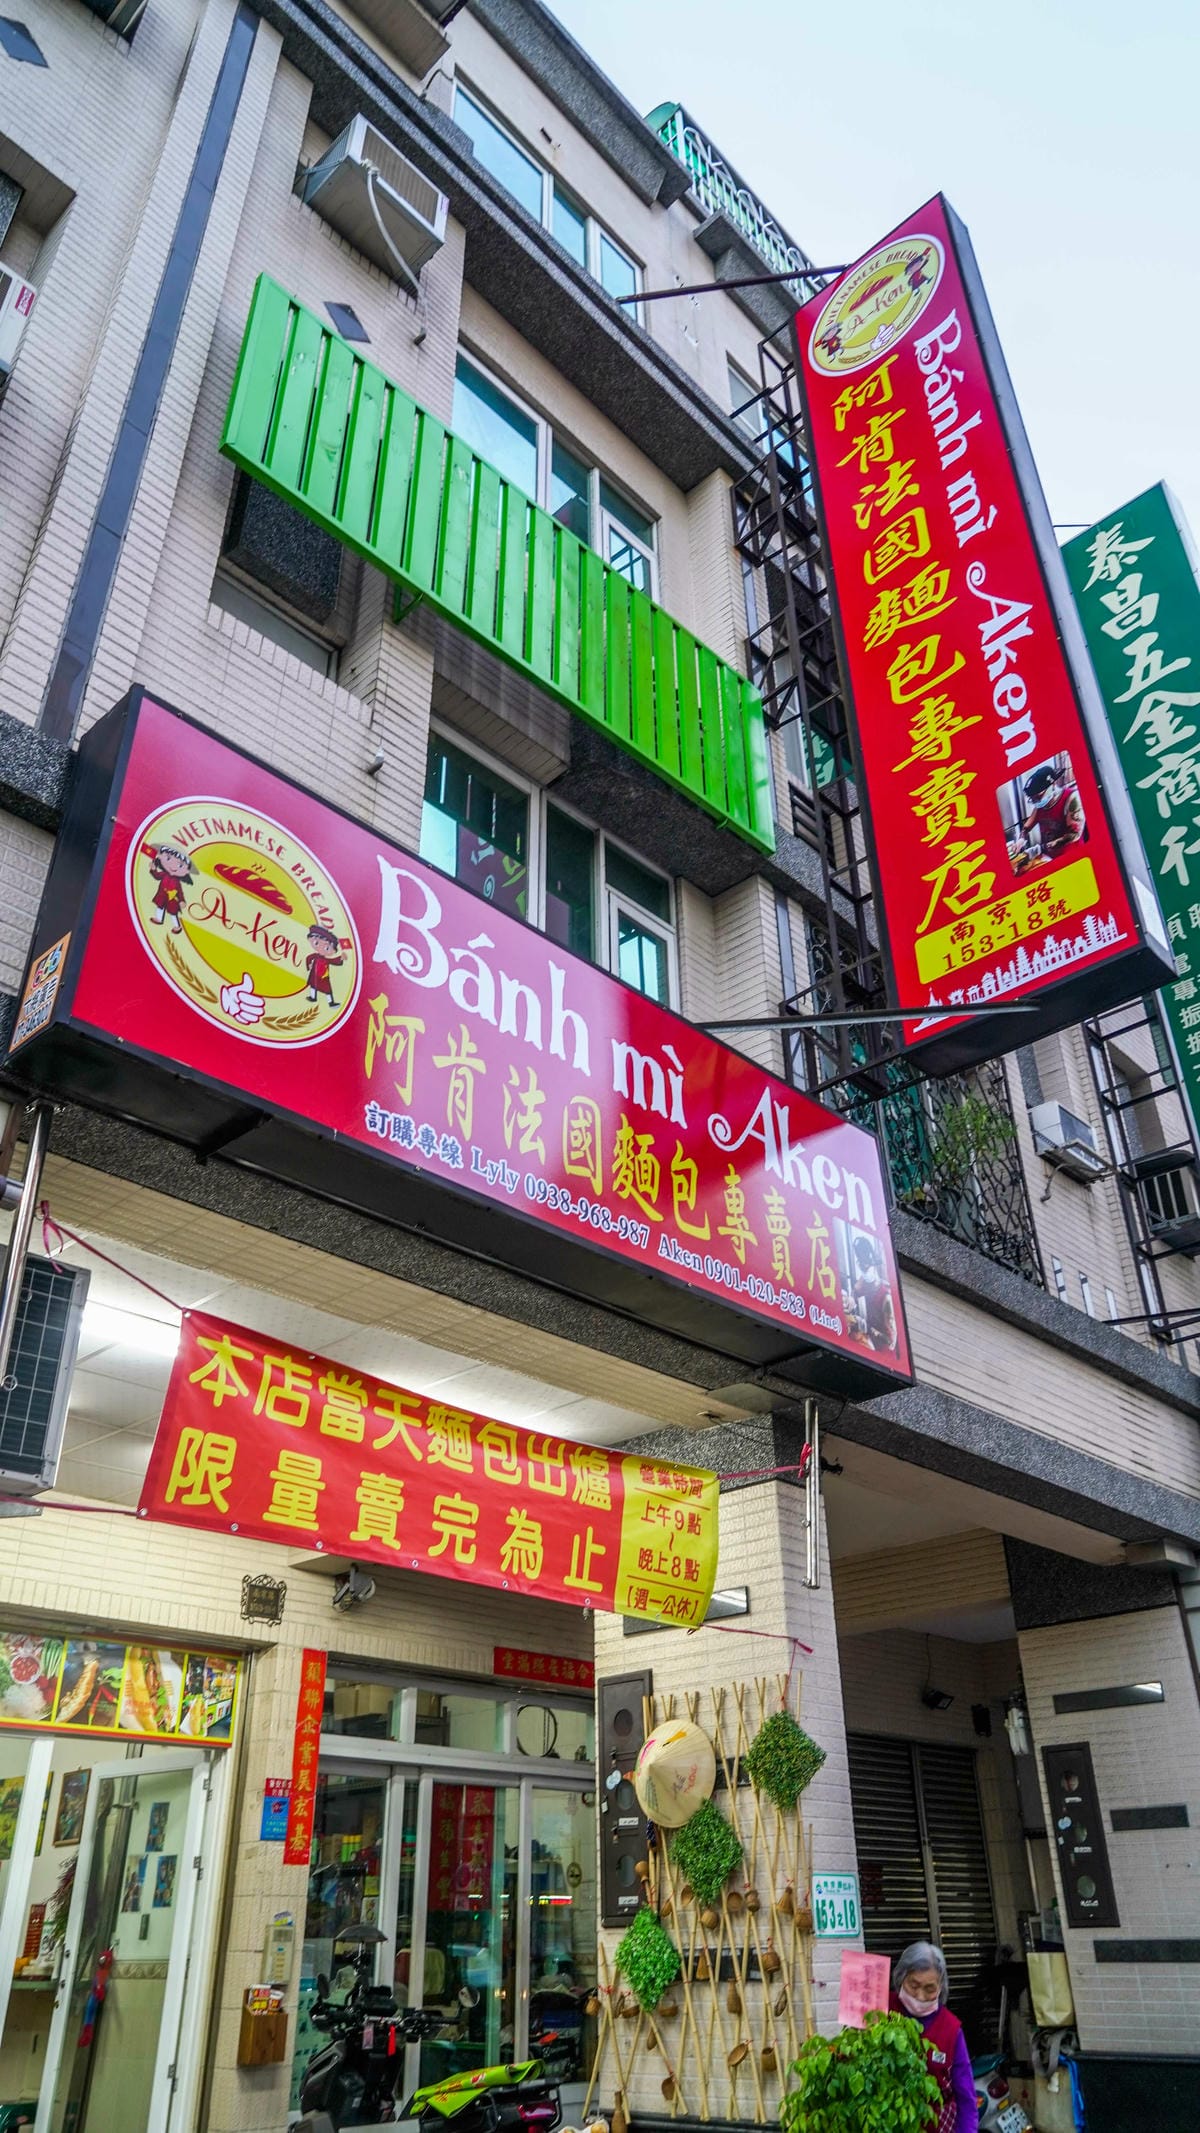 VIETNAMESE BREAD
A-Ken
Bánh mì Aken
阿肯法國麵包專賣店
南京路
153-18號
泰昌五金商行
VIETNAMESE BREAD
A-Ken
Bánh mì Aken
阿肯法國麵包專賣店
訂購專線 Lyly 0938-968-987 Aken 0901-020-583 (Line)
本店當天麵包出爐
限量賣完為止
營業時間
上午9點
~
晚上8點
【週一公休】
153之18